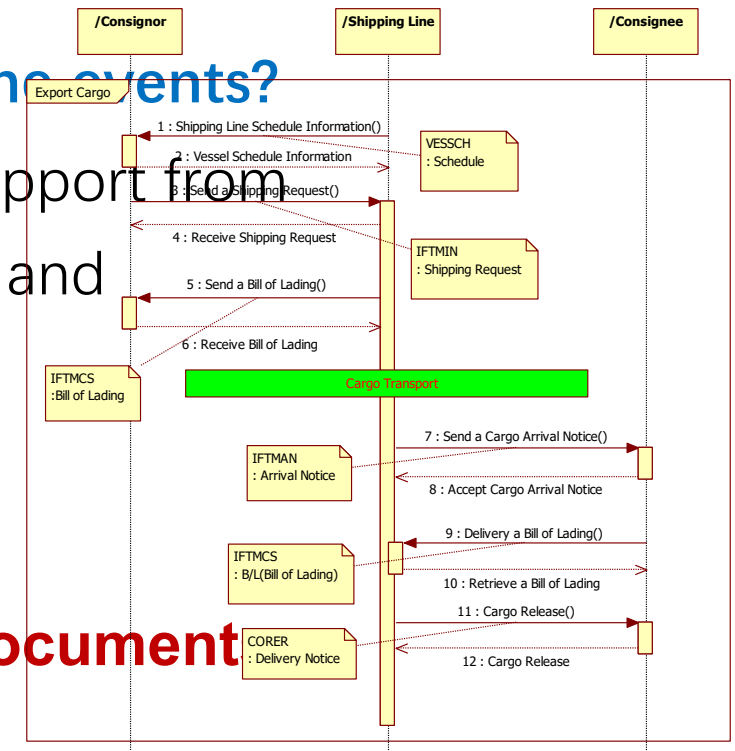 /Consignor
/Shipping Line
/Consignee
events?
Export Cargo
1 : Shipping Line Schedule Information()
VESSCH
: Schedule
2 : Vessel Schedule Information
pport from
3 : Send a Shipping Request()
4 : Receive Shipping Request
IFTMIN
: Shipping Request
and
5 : Send a Bill of Lading()
6 : Receive Bill of Lading
IFTMCS
:Bill of Lading
Cargo Transport
7 : Send a Cargo Arrival Notice()
IFTMAN
: Arrival Notice
8 : Accept Cargo Arrival Notice
9 : Delivery a Bill of Lading()
IFTMCS
: B/L(Bill of Lading)
10 : Retrieve a Bill of Lading
11 : Cargo Release()
ocument
CORER
: Delivery Notice
12 : Cargo Release